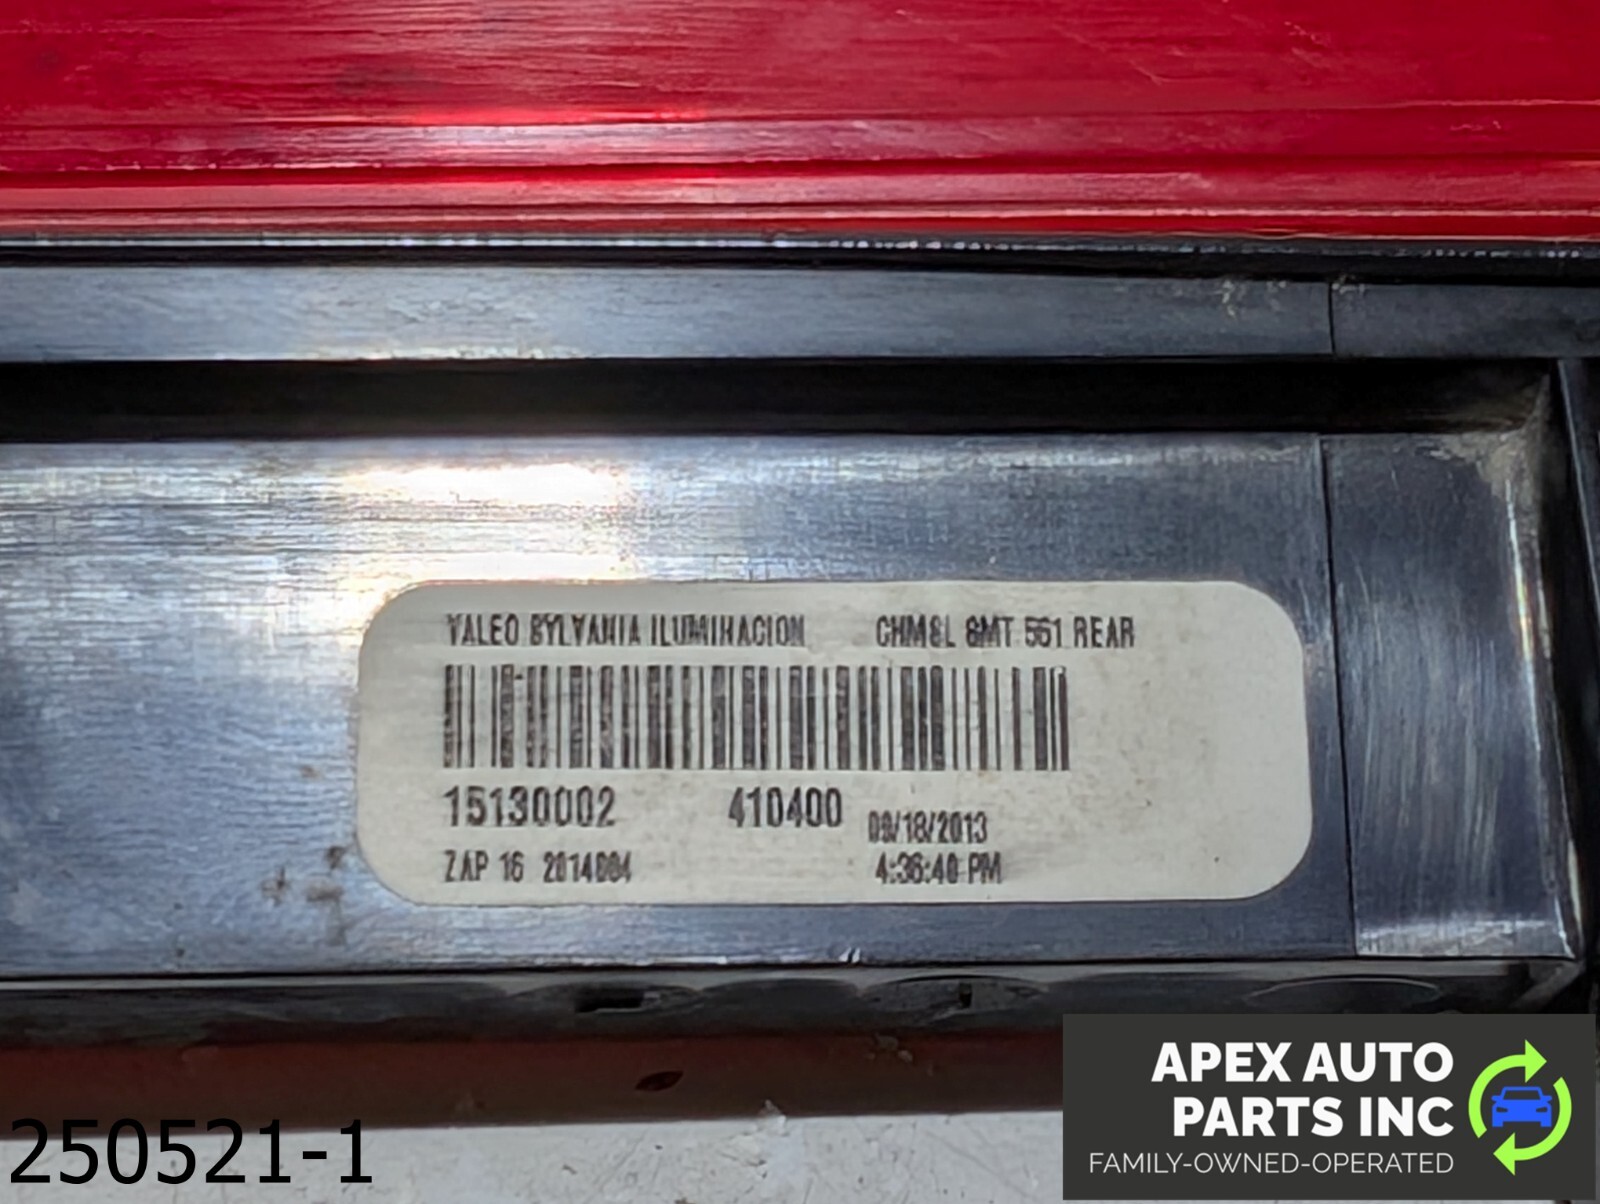 VALEO SYLVANIA ILUMINACION CHMSL GMT 561 REAR
15130002 410400 09/18/2013
ZAP 16 2014004 4:36:40 PM
250521-1
APEX AUTO
PARTS INC
FAMILY-OWNED-OPERATED